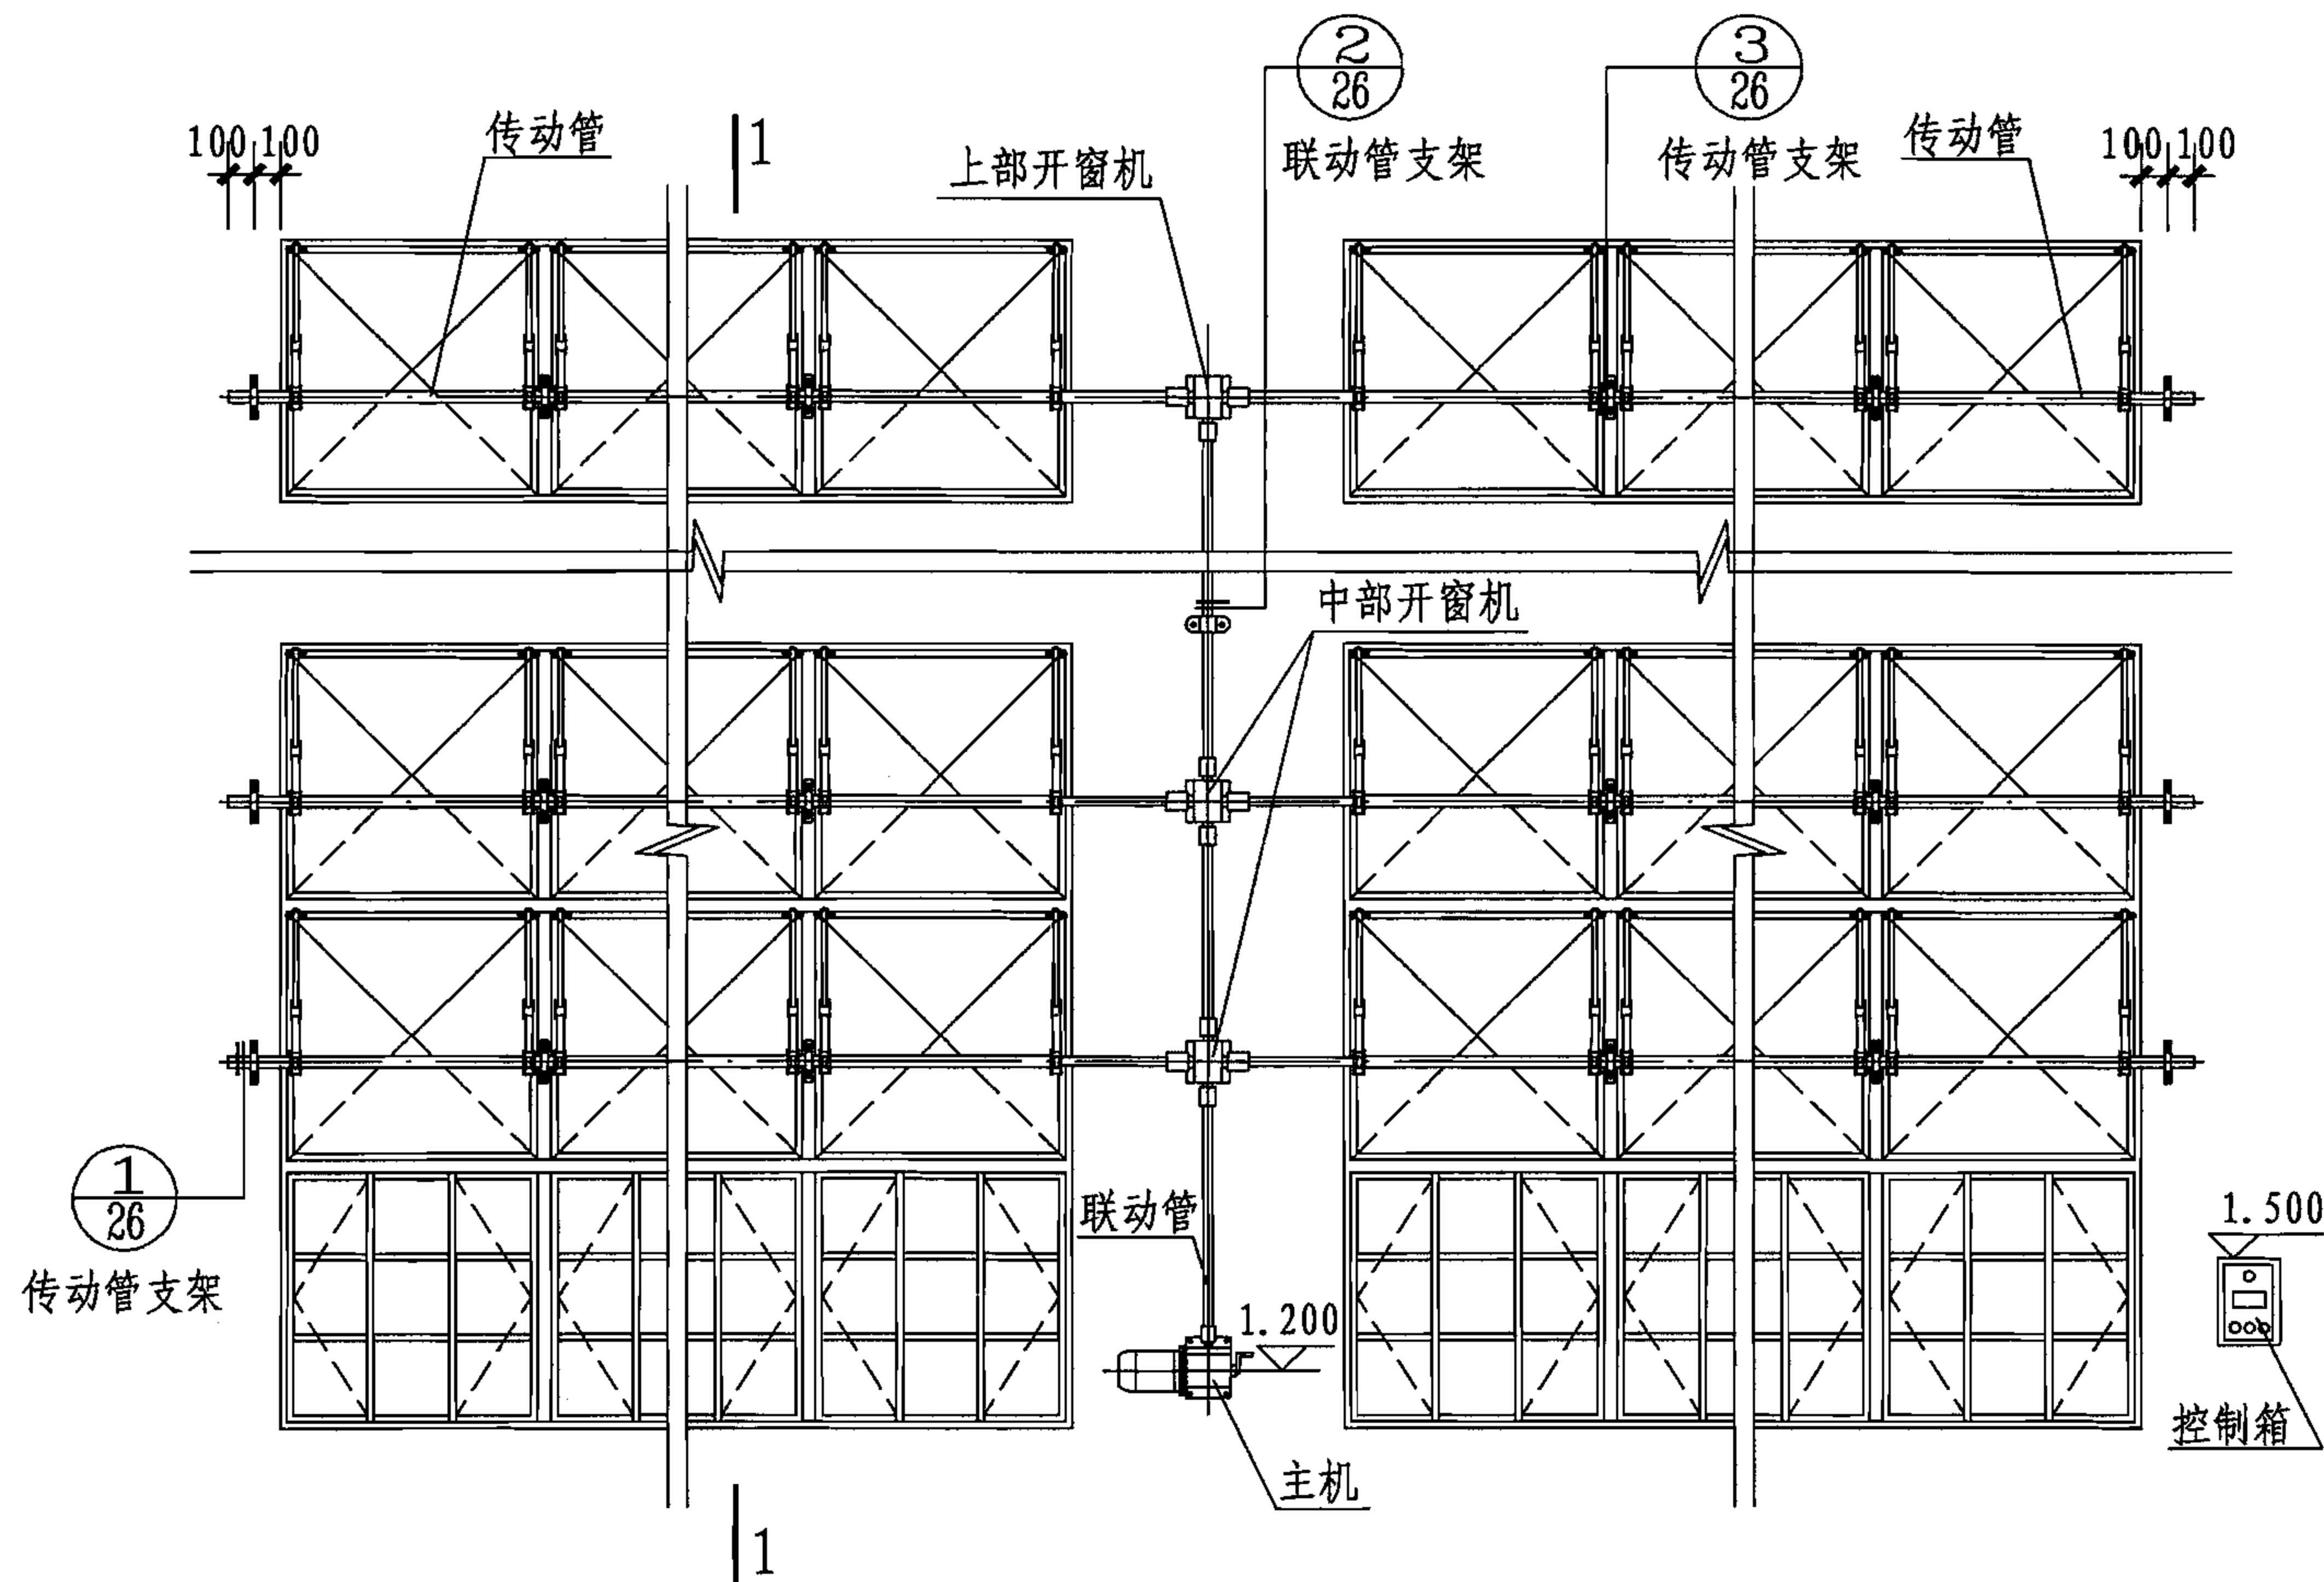 2
26
3
26
100 100
传动管
1
上部开窗机
联动管支架
传动管支架
传动管
100 100
中部开窗机
1
26
传动管支架
联动管
1.200
1.500
控制箱
主机
1